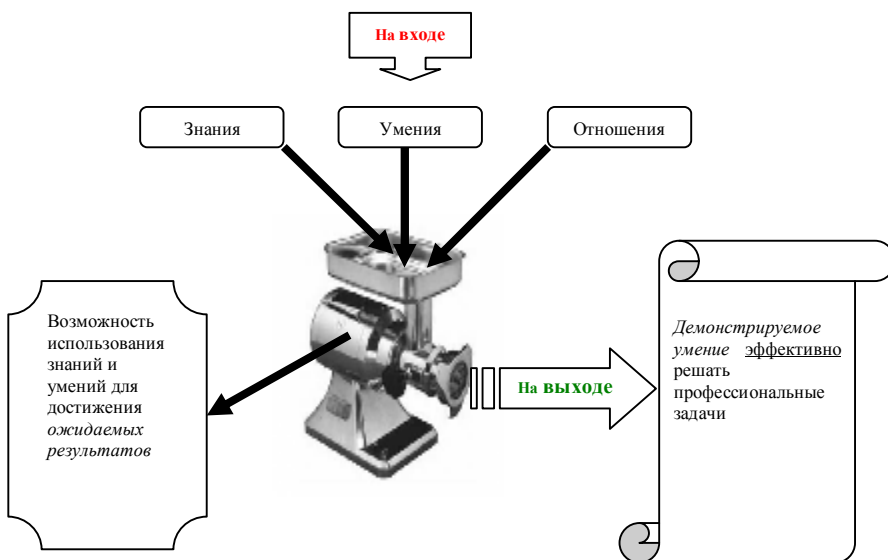 На входе
Знания
Умения
Отношения
Возможность
использования
знаний и
умений для
достижения
ожидаемых
результатов
На выходе
Демонстрируемое
умение эффективно
решать
профессиональные
задачи